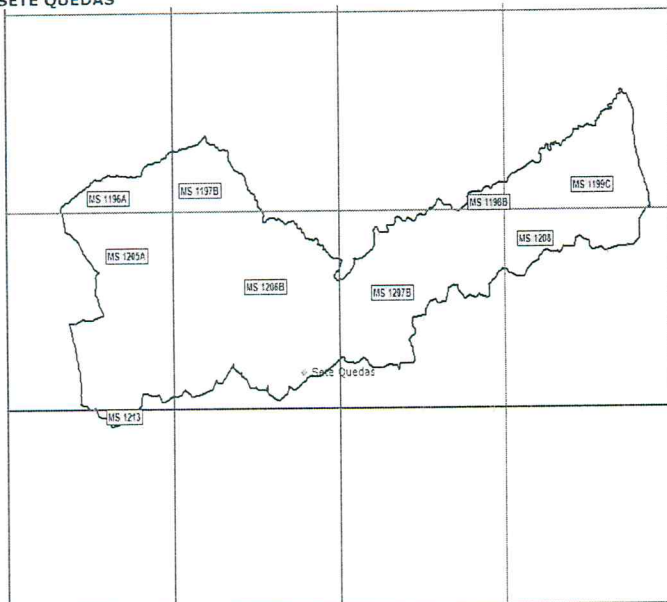 SETE QUEDAS
MS 1196A
MS 1197B
MS 1198B
MS 1199C
MS 1205A
MS 1206B
MS 1207B
MS 1208
Sete Quedas
MS 1213